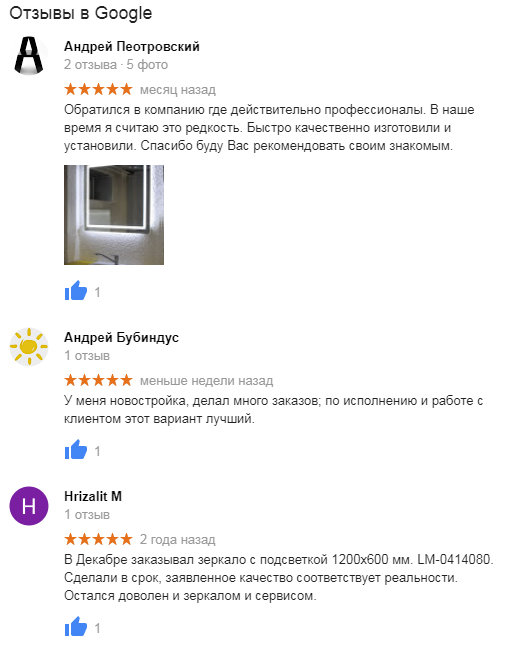 Отзывы в Google
Андрей Пеотровский
2 отзыва · 5 фото
месяц назад
Обратился в компанию где действительно профессионалы. В наше
время я считаю это редкость. Быстро качественно изготовили и
установили. Спасибо буду Вас рекомендовать своим знакомым.
1
Андрей Бубиндус
1 отзыв
меньше недели назад
У меня новостройка, делал много заказов; по исполнению и работе с
клиентом этот вариант лучший.
1
H
Hrizalit M
1 отзыв
2 года назад
В Декабре заказывал зеркало с подсветкой 1200x600 мм. LM-0414080.
Сделали в срок, заявленное качество соответствует реальности.
Остался доволен и зеркалом и сервисом.
1